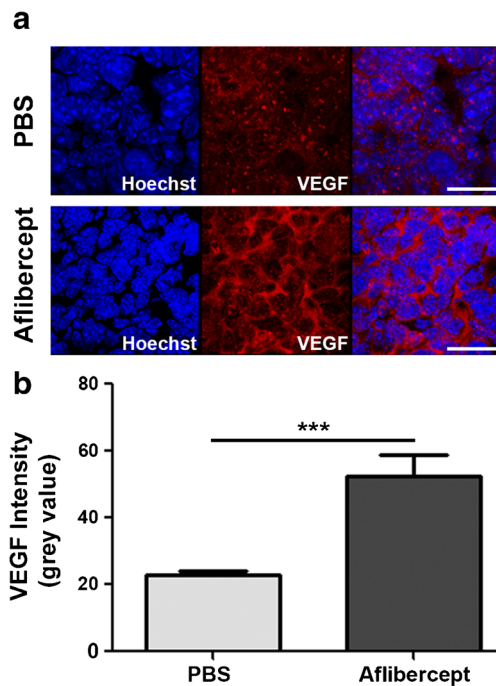 a
PBS
Hoechst
VEGF
Aflibercept
Hoechst
VEGF
b
VEGF Intensity
(grey value)
80
60
40
20
0
***
PBS
Aflibercept